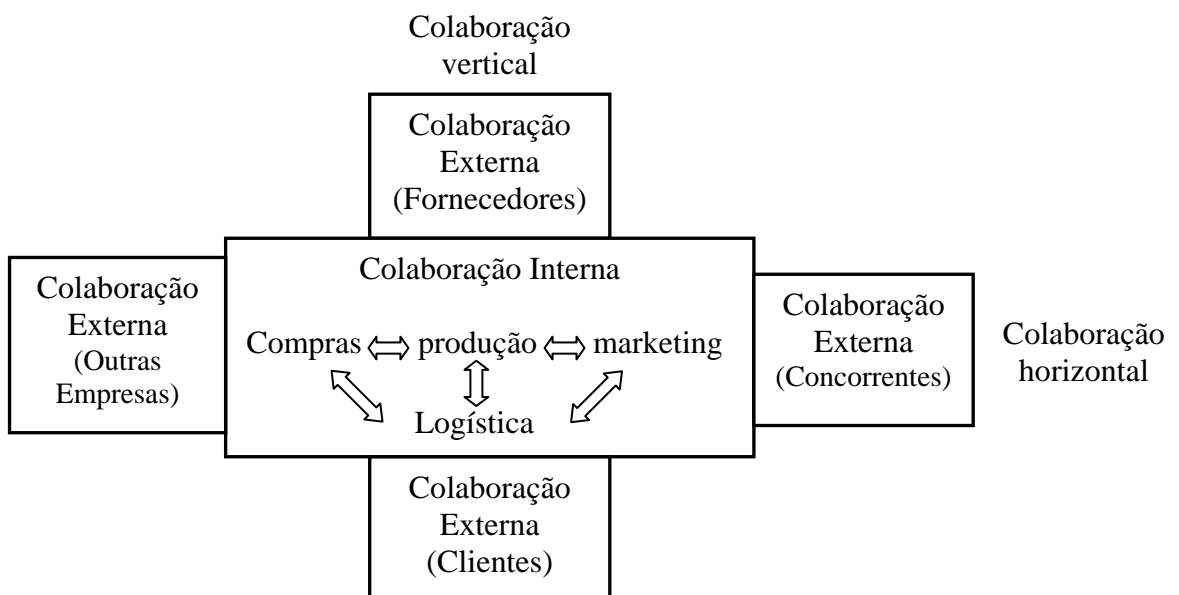 Colaboração
vertical
Colaboração
Externa
(Fornecedores)
Colaboração Interna
Colaboração
Externa
(Outras
Empresas)
Compras produção marketing
Logística
Colaboração
Externa
(Concorrentes)
Colaboração
horizontal
Colaboração
Externa
(Clientes)